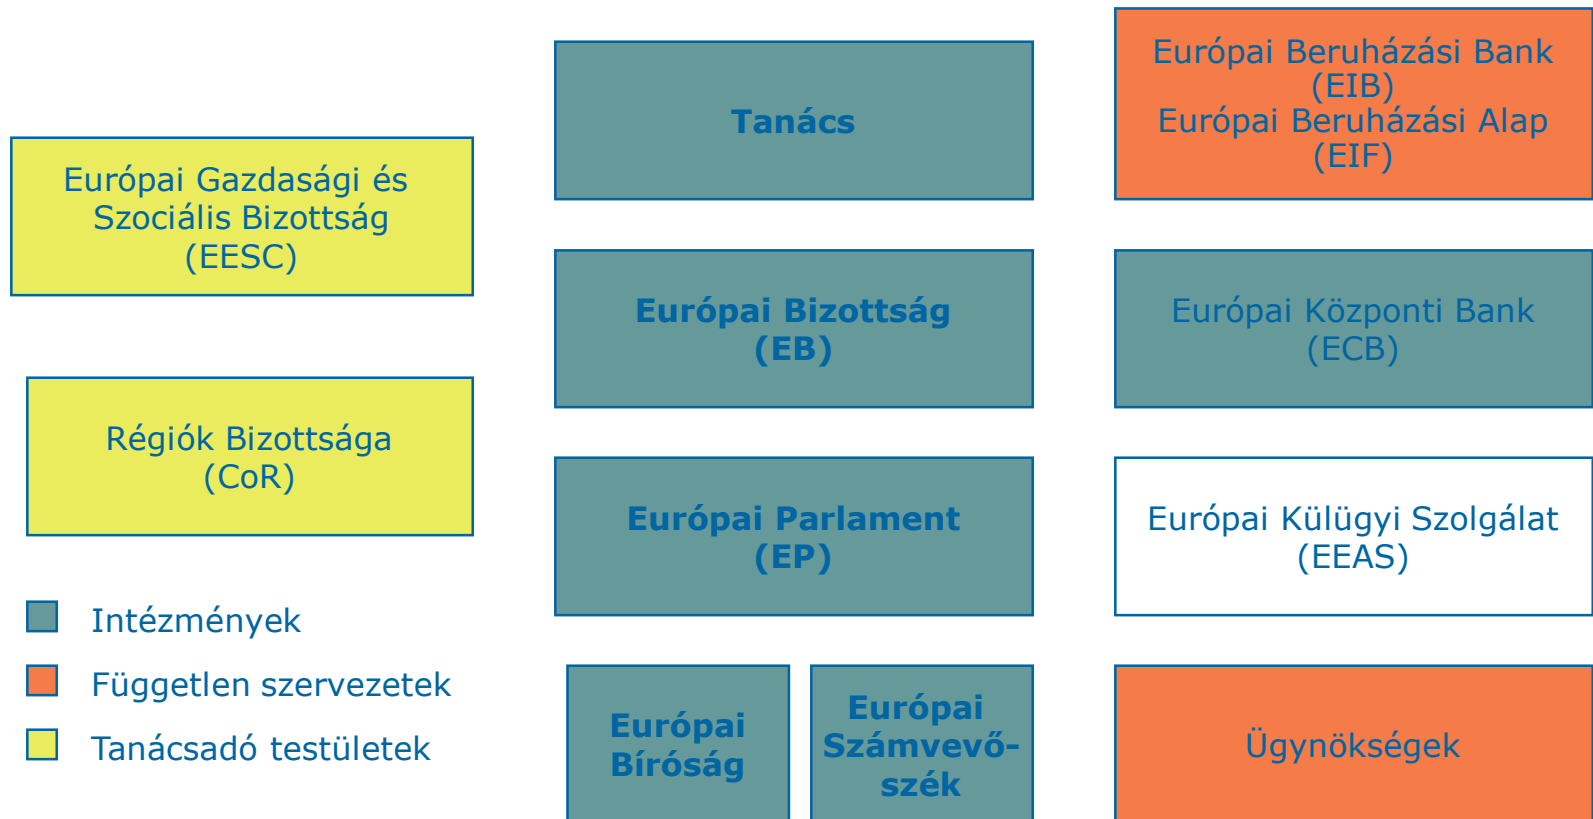 Európai Gazdasági és
Szociális Bizottság
(EESC)
Régiók Bizottsága
(CoR)
Intézmények
Független szervezetek
Tanácsadó testületek
Tanács
Európai Bizottság
(EB)
Európai Parlament
(EP)
Európai
Bíróság
Európai
Számvevő-
szék
Európai Beruházási Bank
(EIB)
Európai Beruházási Alap
(EIF)
Európai Központi Bank
(ECB)
Európai Külügyi Szolgálat
(EEAS)
Ügynökségek